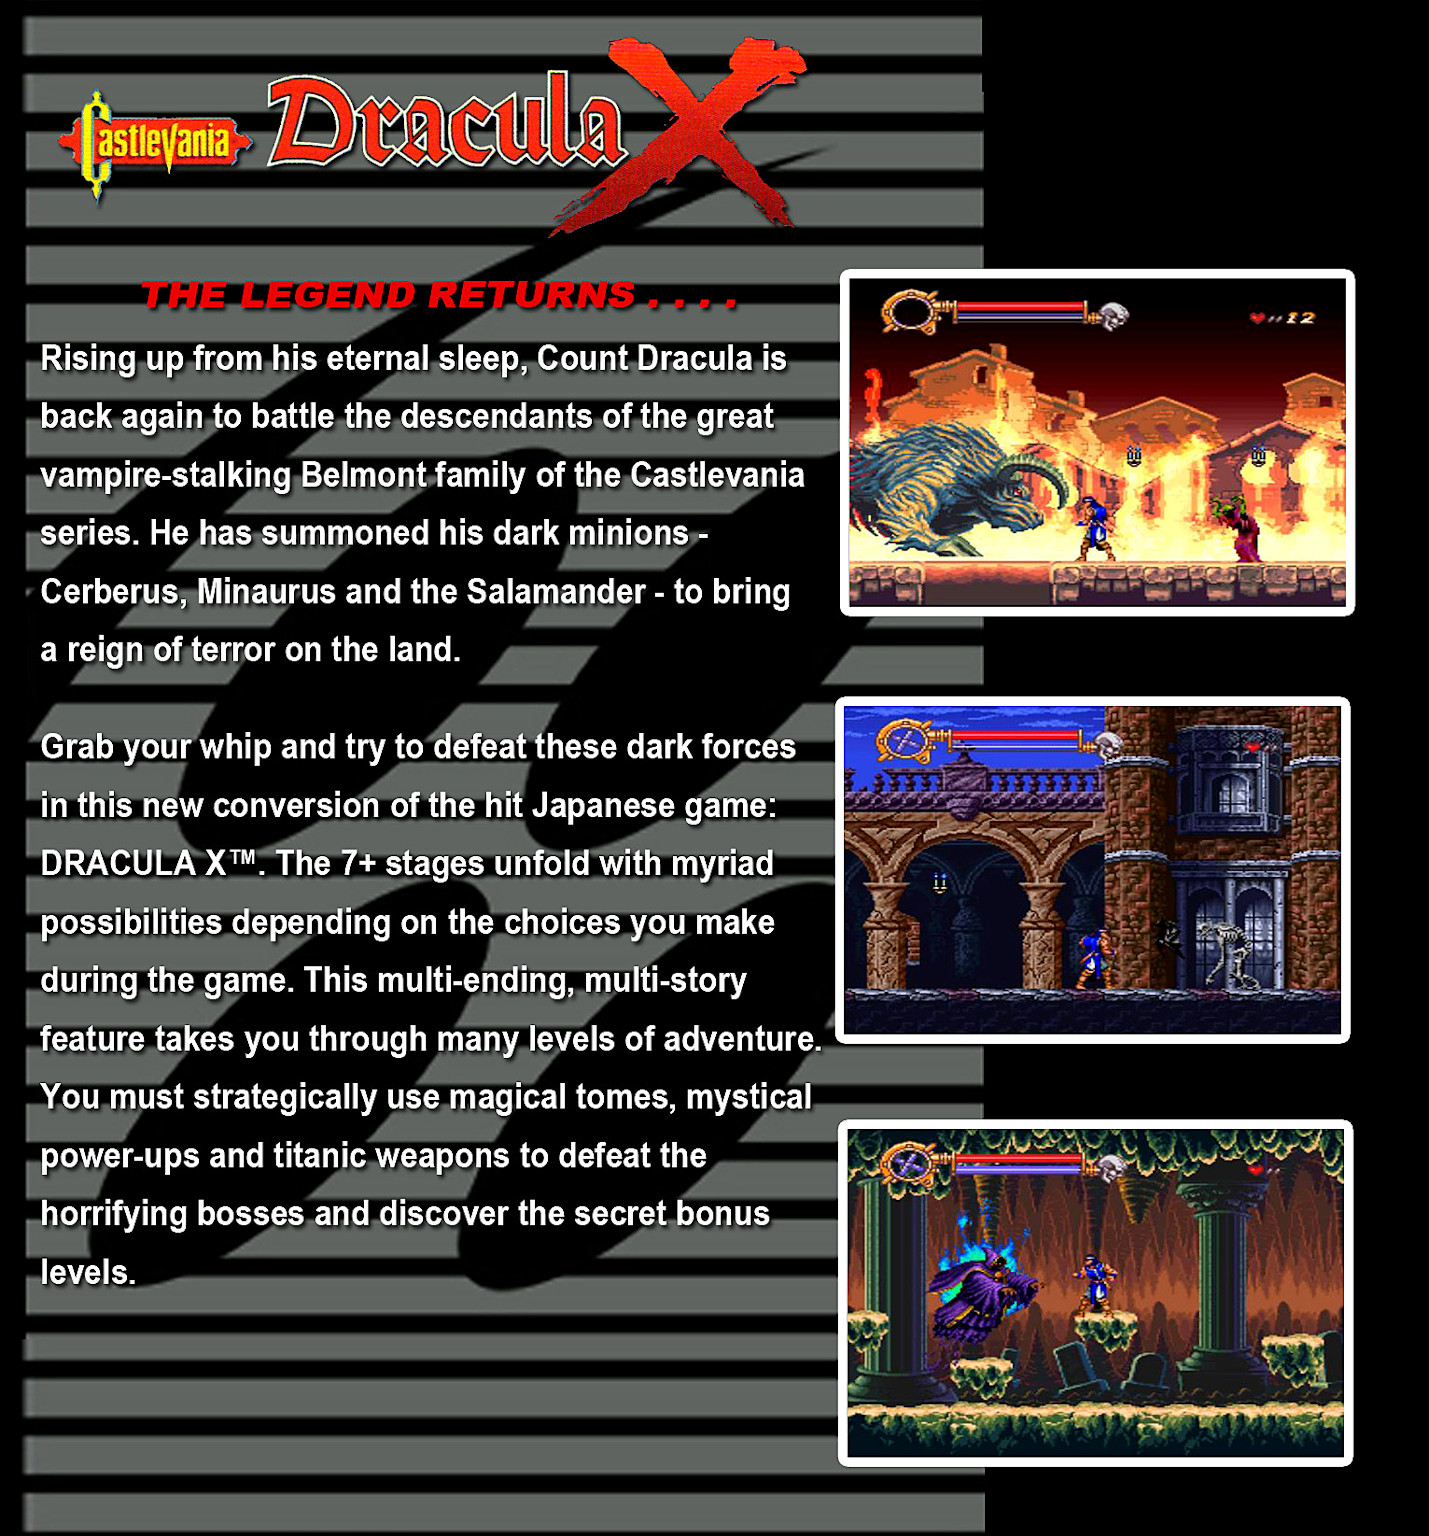 Castlevania Dracula X
THE LEGEND RETURNS . . . .
Rising up from his eternal sleep, Count Dracula is
back again to battle the descendants of the great
vampire-stalking Belmont family of the Castlevania
series. He has summoned his dark minions -
Cerberus, Minaurus and the Salamander - to bring
a reign of terror on the land.
Grab your whip and try to defeat these dark forces
in this new conversion of the hit Japanese game:
DRACULA X™. The 7+ stages unfold with myriad
possibilities depending on the choices you make
during the game. This multi-ending, multi-story
feature takes you through many levels of adventure.
You must strategically use magical tomes, mystical
power-ups and titanic weapons to defeat the
horrifying bosses and discover the secret bonus
levels.
12